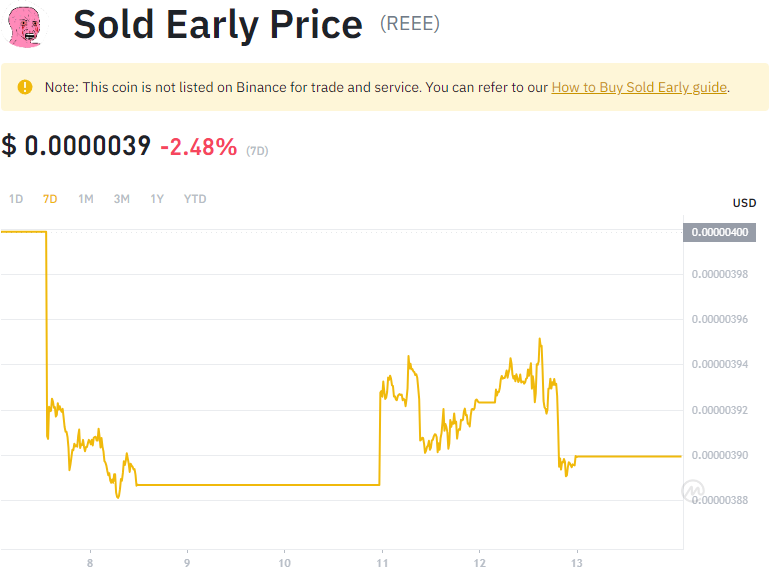 Sold Early Price (REEE)
Note: This coin is not listed on Binance for trade and service. You can refer to our How to Buy Sold Early guide.
$ 0.0000039 -2.48% (7D)
1D 7D 1M 3M 1Y YTD
USD
0.00000400
0.00000398
0.00000396
0.00000394
0.00000392
0.00000390
0.00000388
8 9 10 11 12 13